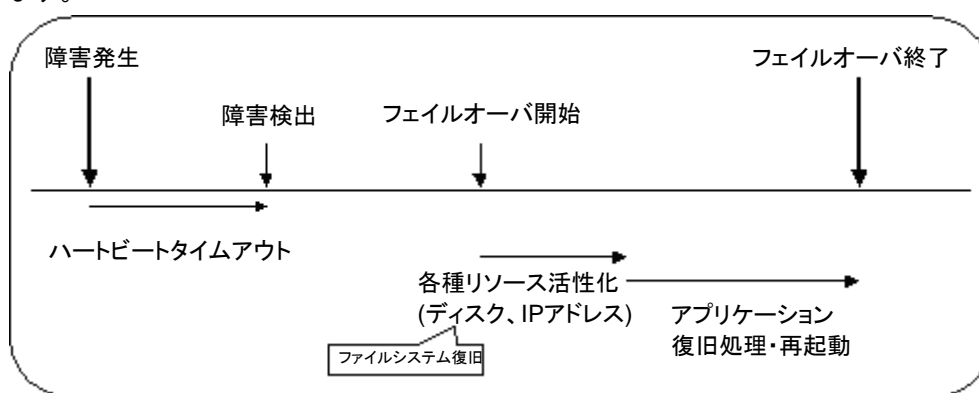 障害発生
フェイルオーバ終了
障害検出
フェイルオーバ開始
ハートビートタイムアウト
各種リソース活性化
(ディスク、IPアドレス)
アプリケーション
復旧処理・再起動
ファイルシステム復旧